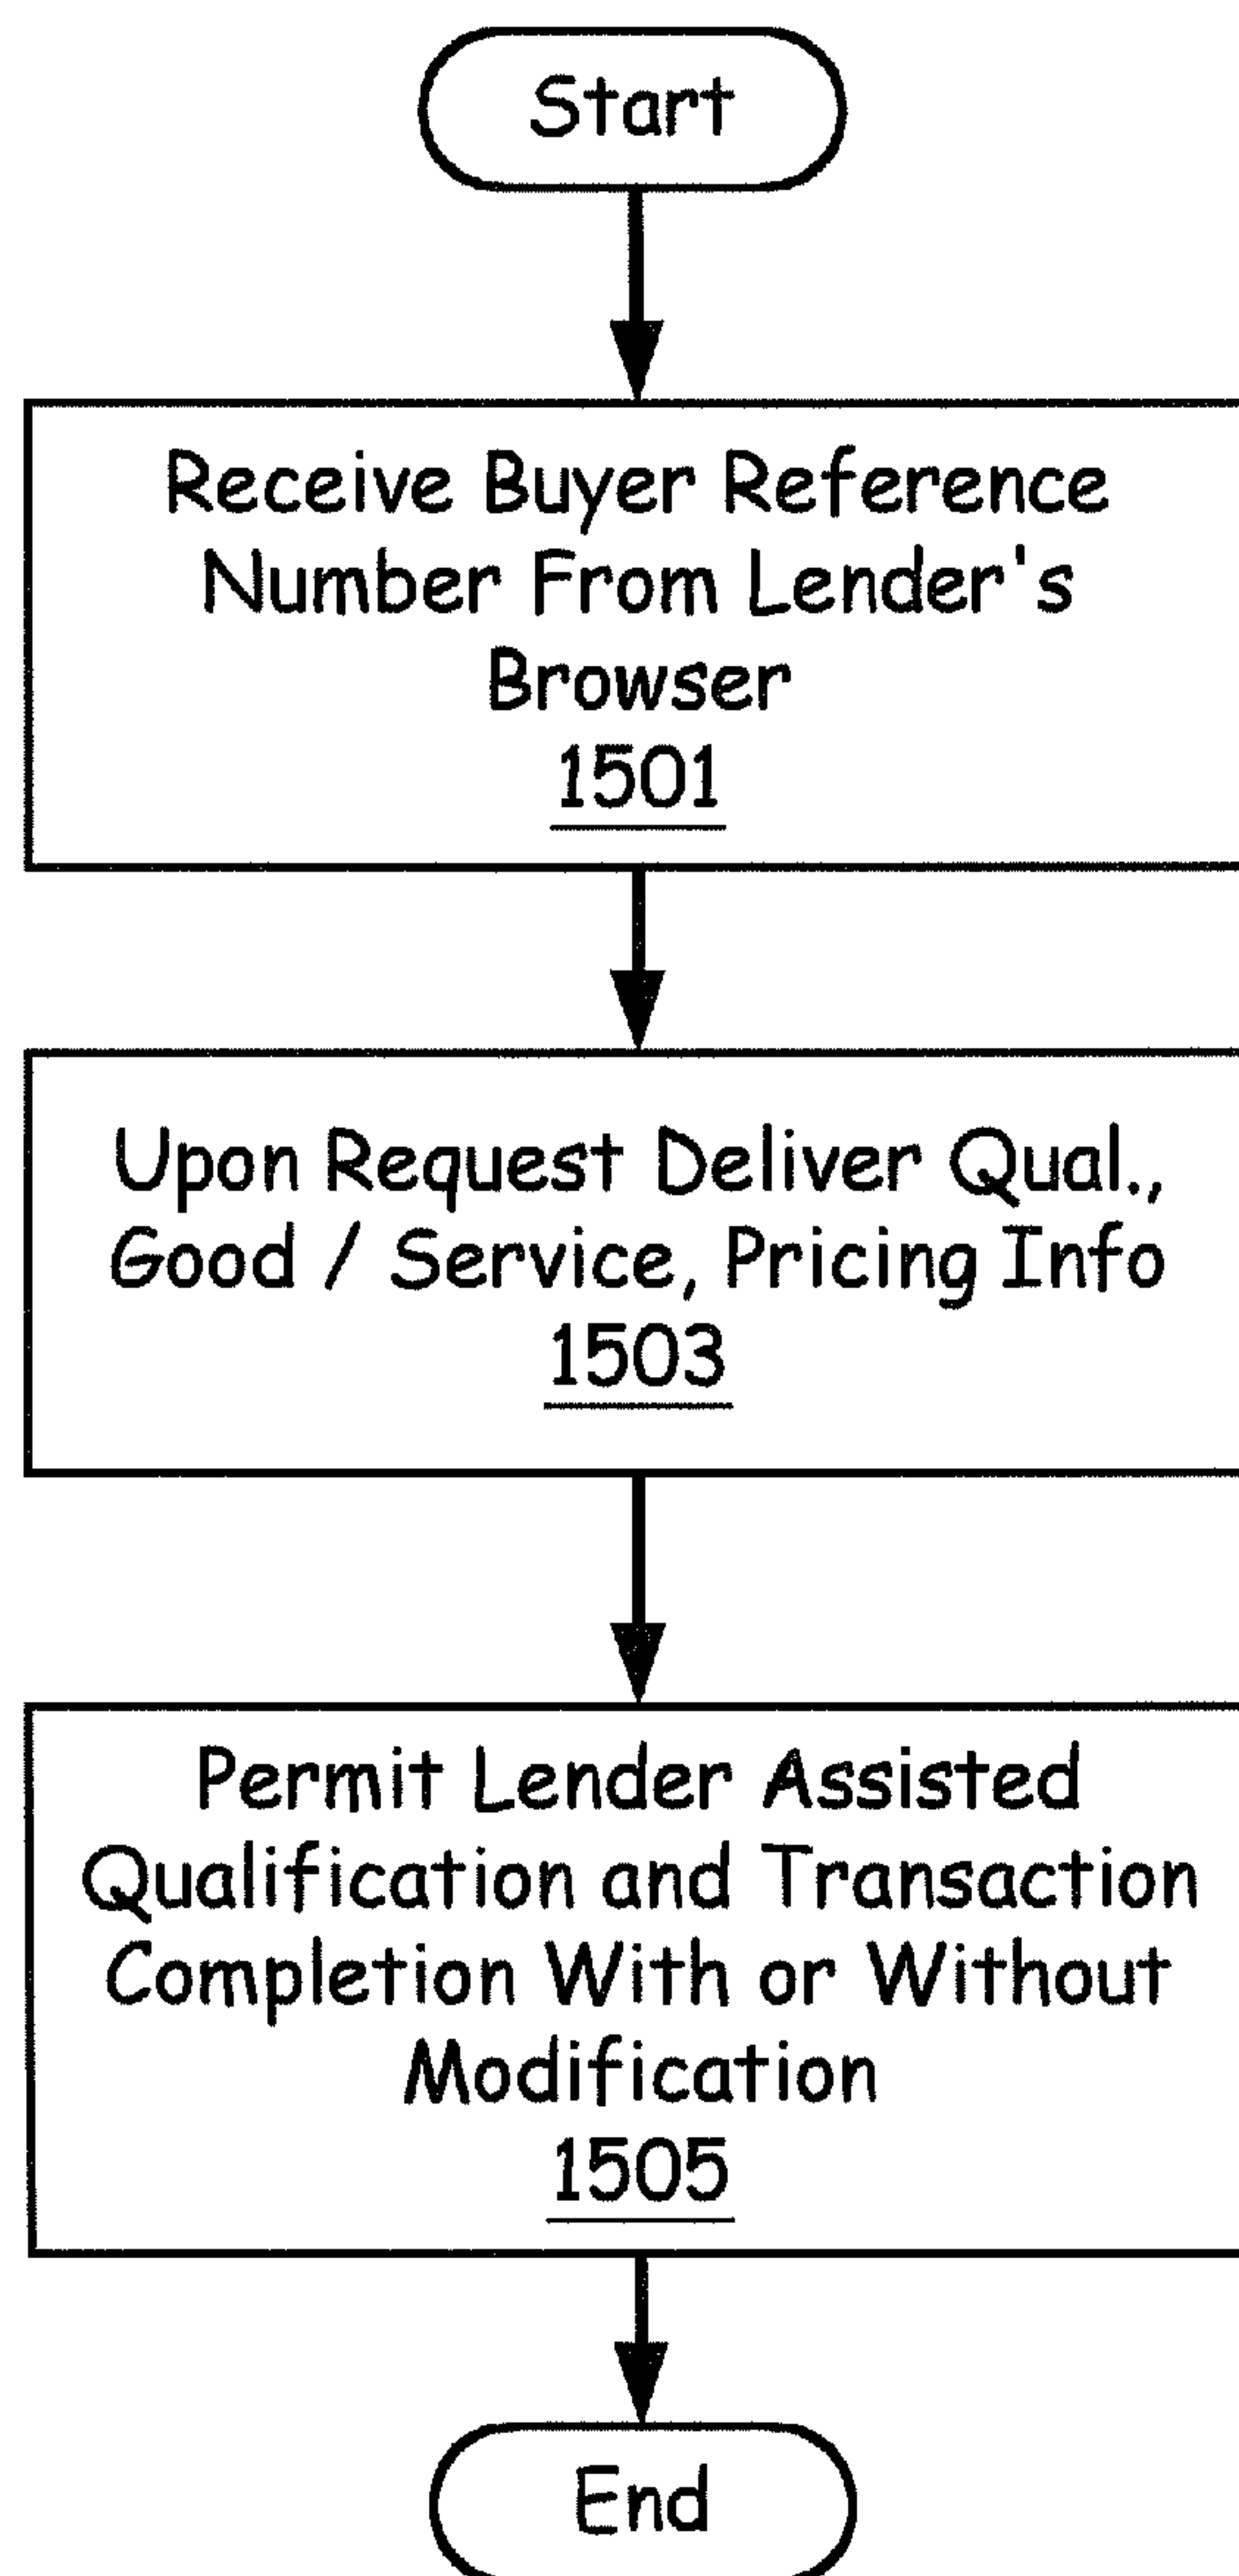 Start
Receive Buyer Reference
Number From Lender's
Browser
1501
Upon Request Deliver Qual.,
Good / Service, Pricing Info
1503
Permit Lender Assisted
Qualification and Transaction
Completion With or Without
Modification
1505
End